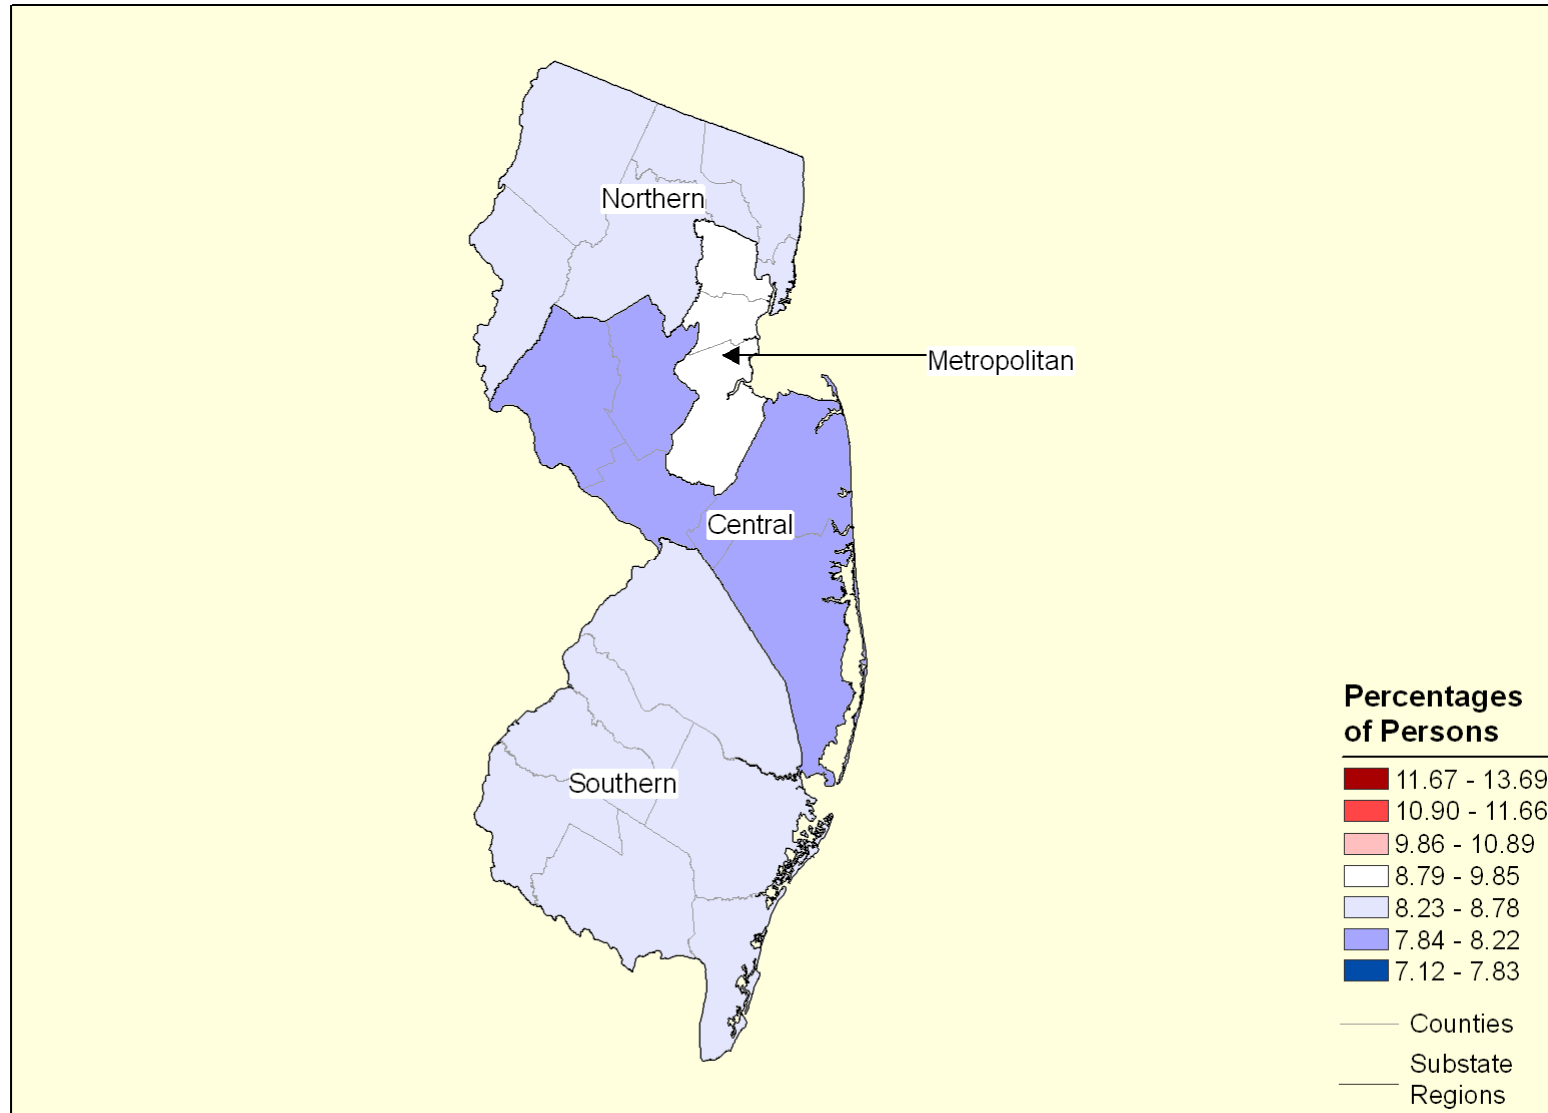 Northern
Metropolitan
Central
Southern
Percentages
of Persons
11.67 - 13.69
10.90 - 11.66
9.86 - 10.89
8.79 - 9.85
8.23 - 8.78
7.84 - 8.22
7.12 - 7.83
Counties
Substate
Regions